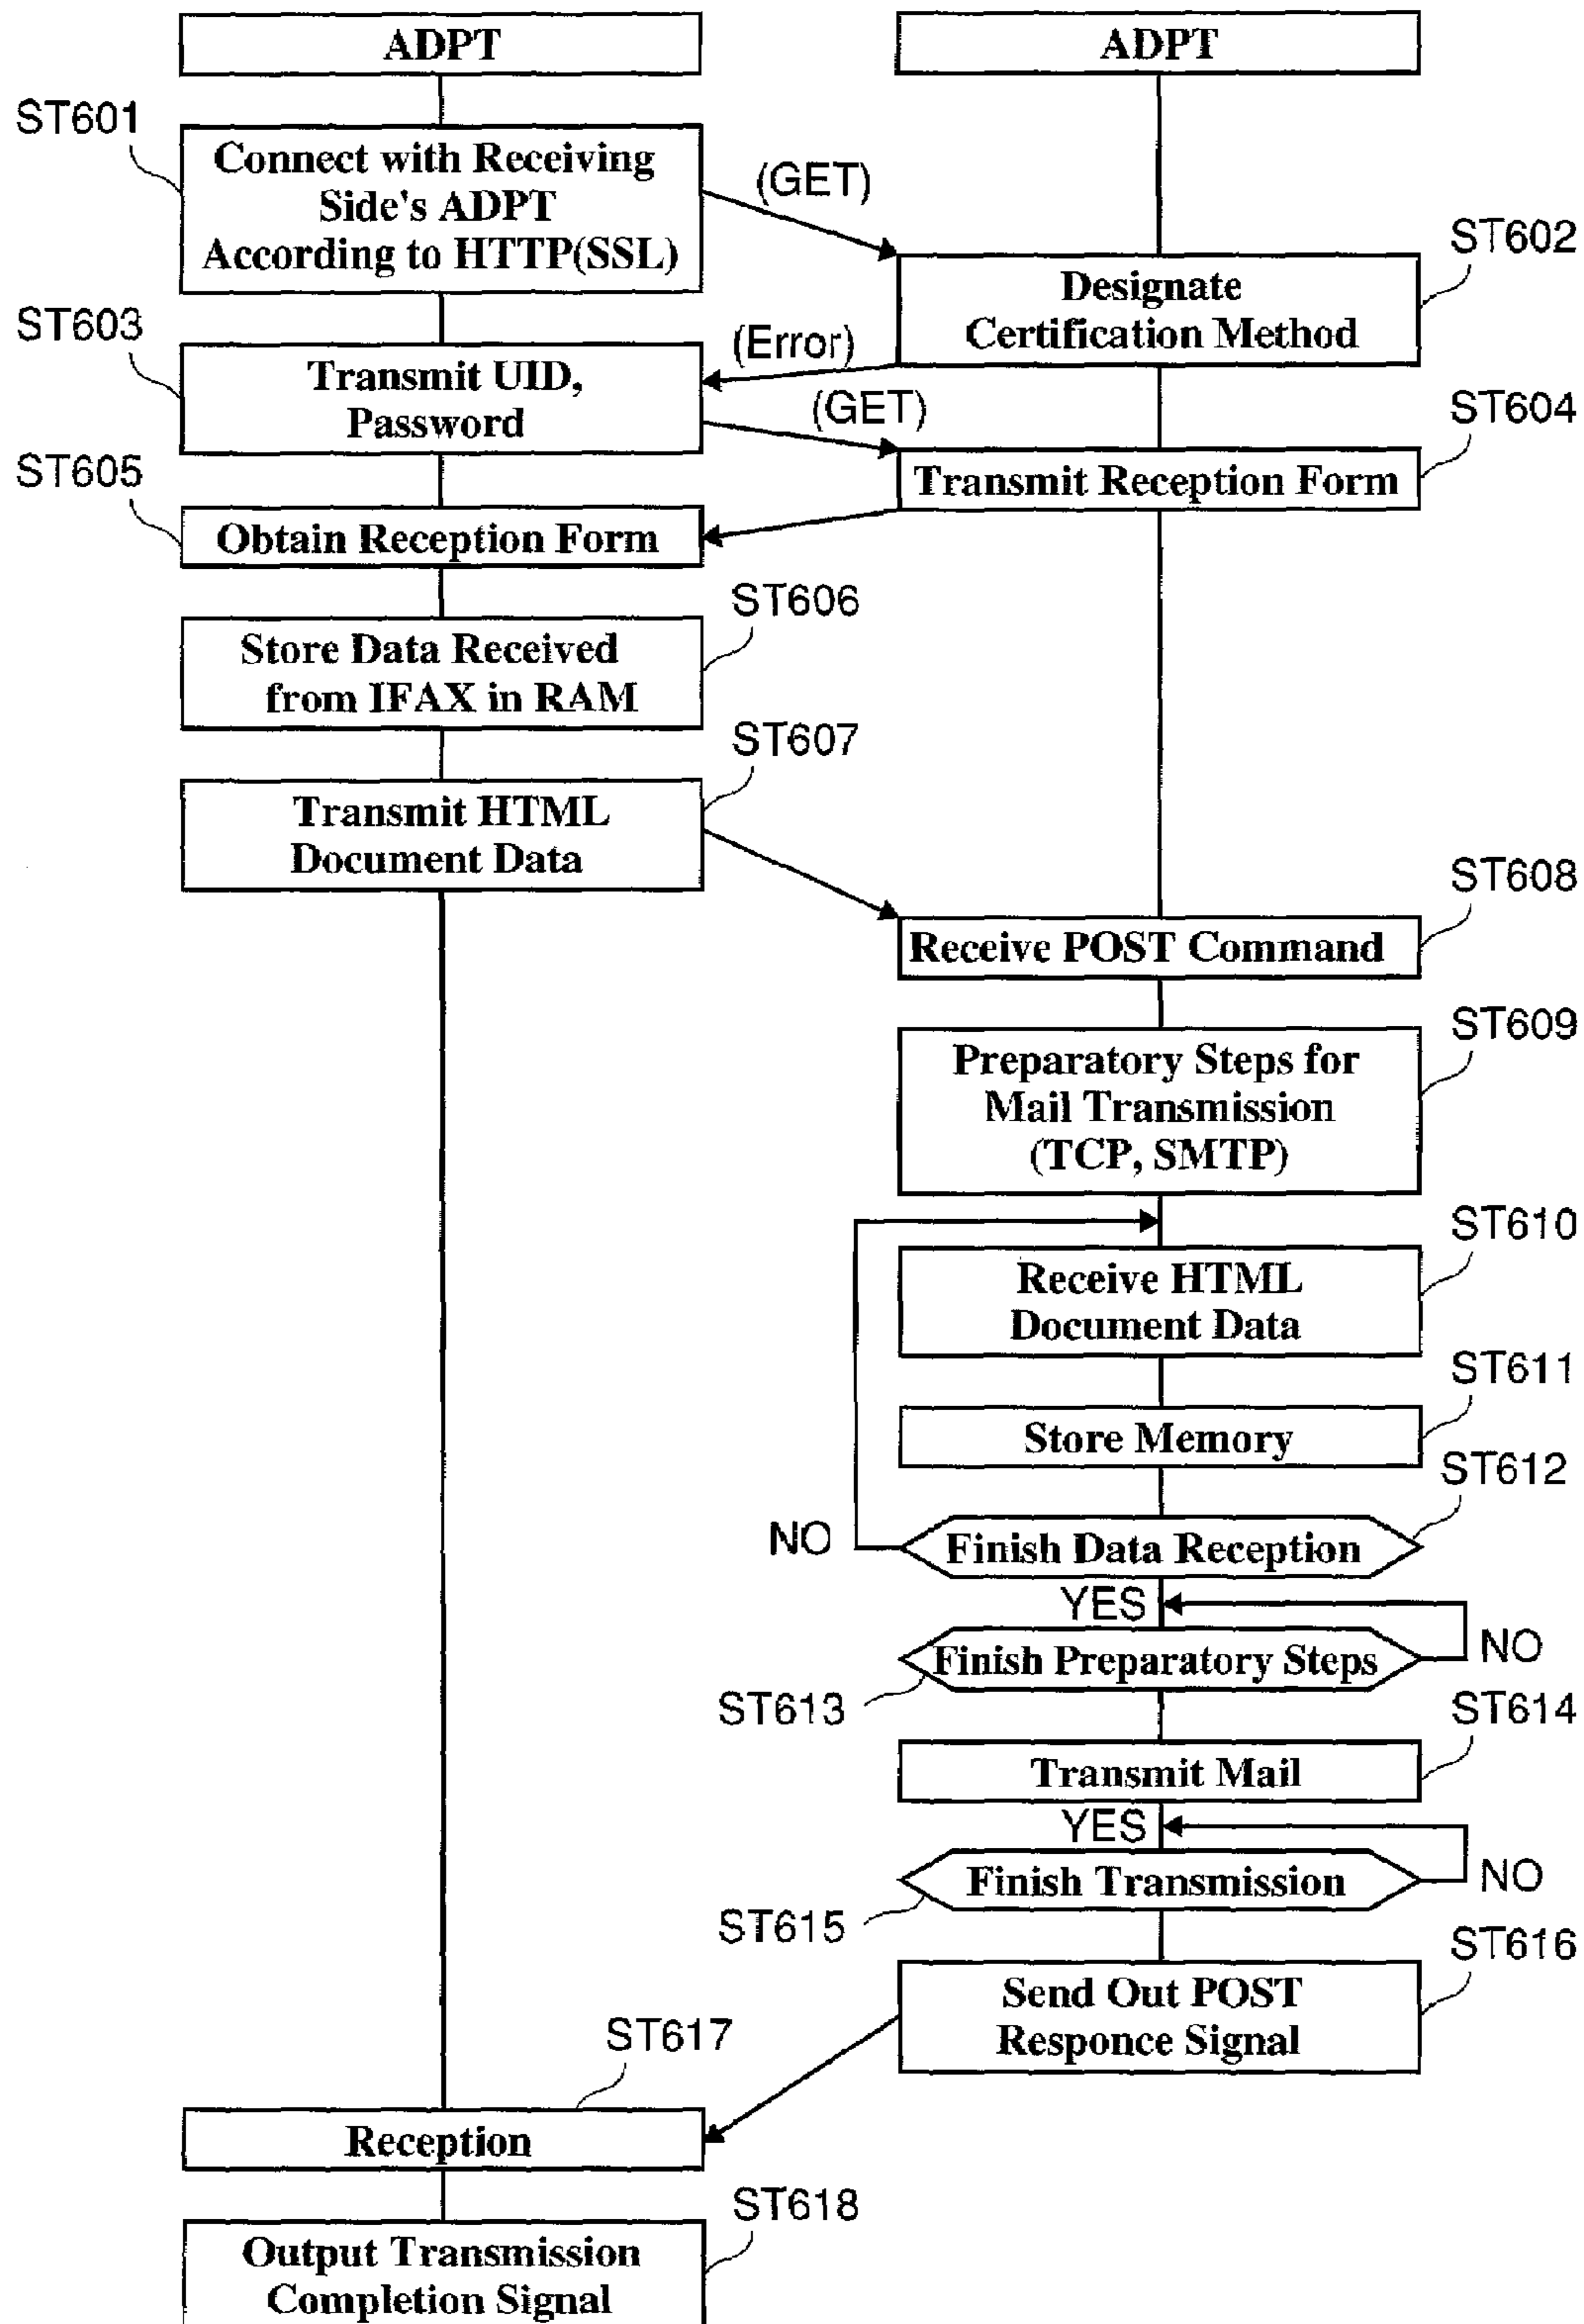 ADPT
ADPT
ST601
Connect with Receiving
Side's ADPT
According to HTTP(SSL)
(GET)
ST602
Designate
Certification Method
ST603
(Error)
Transmit UID,
Password
(GET)
ST604
Transmit Reception Form
ST605
Obtain Reception Form
ST606
Store Data Received
from IFAX in RAM
ST607
Transmit HTML
Document Data
ST608
Receive POST Command
ST609
Preparatory Steps for
Mail Transmission
(TCP, SMTP)
ST610
Receive HTML
Document Data
ST611
Store Memory
ST612
NO
Finish Data Reception
YES
Finish Preparatory Steps
NO
ST613
ST614
Transmit Mail
YES
Finish Transmission
NO
ST615
ST616
Send Out POST
Responce Signal
ST617
Reception
ST618
Output Transmission
Completion Signal